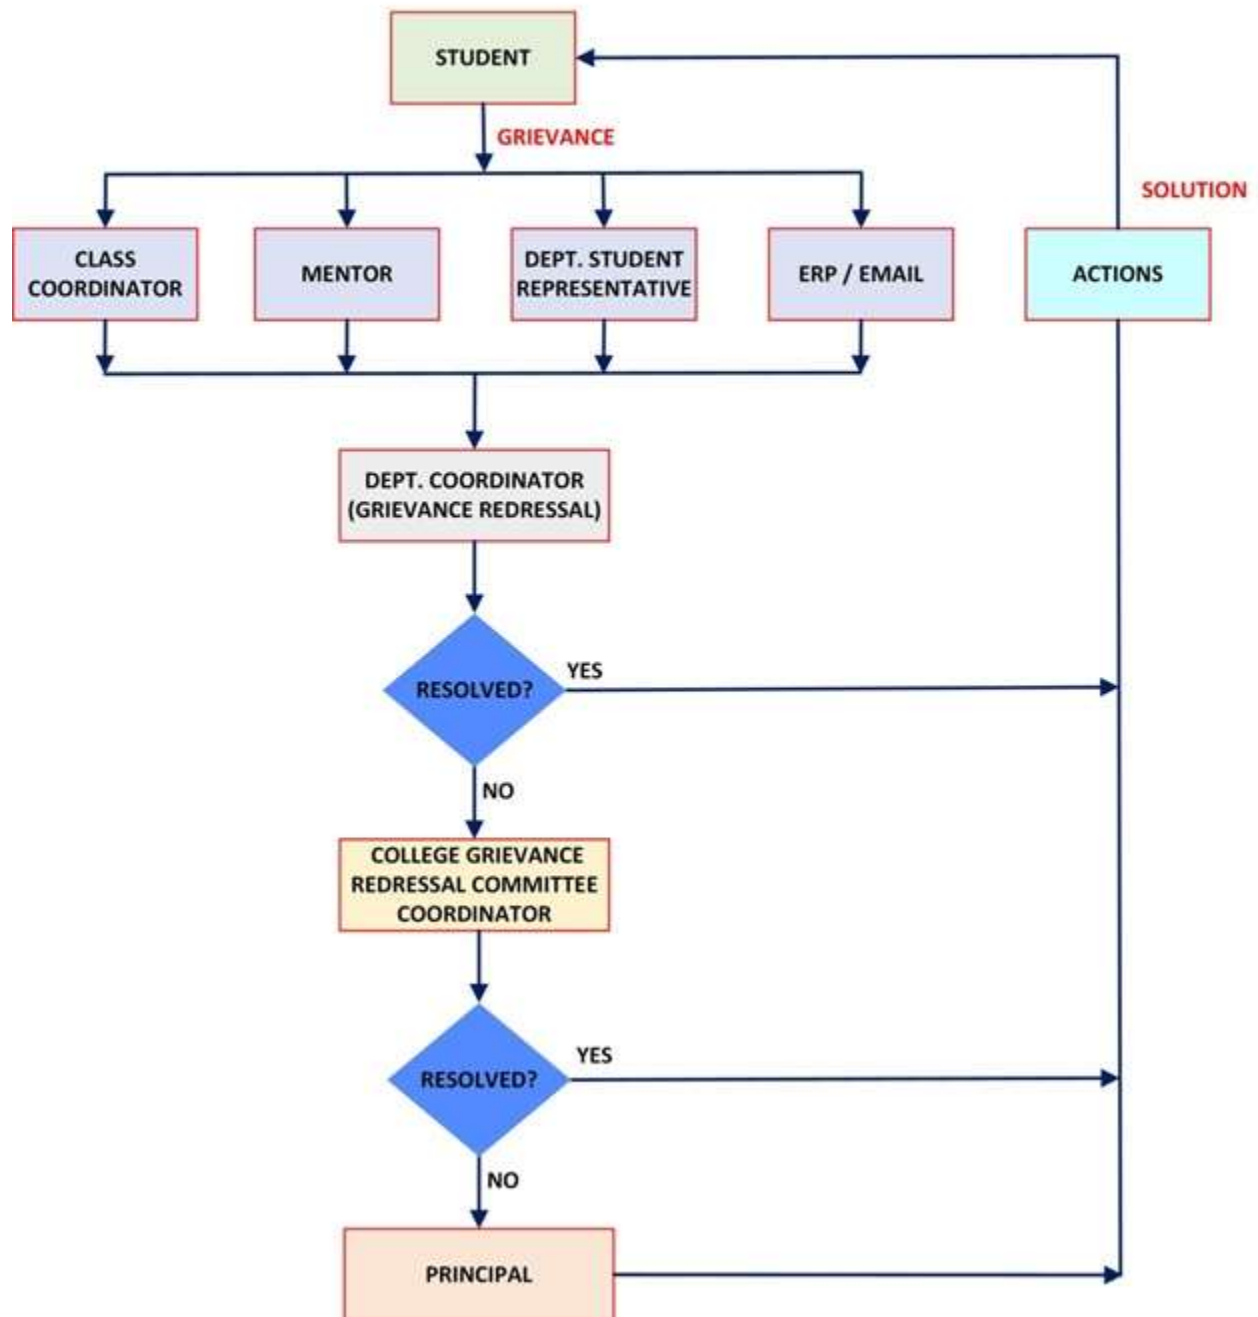 STUDENT
GRIEVANCE
SOLUTION
CLASS
COORDINATOR
MENTOR
DEPT. STUDENT
REPRESENTATIVE
ERP / EMAIL
ACTIONS
DEPT. COORDINATOR
(GRIEVANCE REDRESSAL)
RESOLVED?
YES
NO
COLLEGE GRIEVANCE
REDRESSAL COMMITTEE
COORDINATOR
RESOLVED?
YES
NO
PRINCIPAL